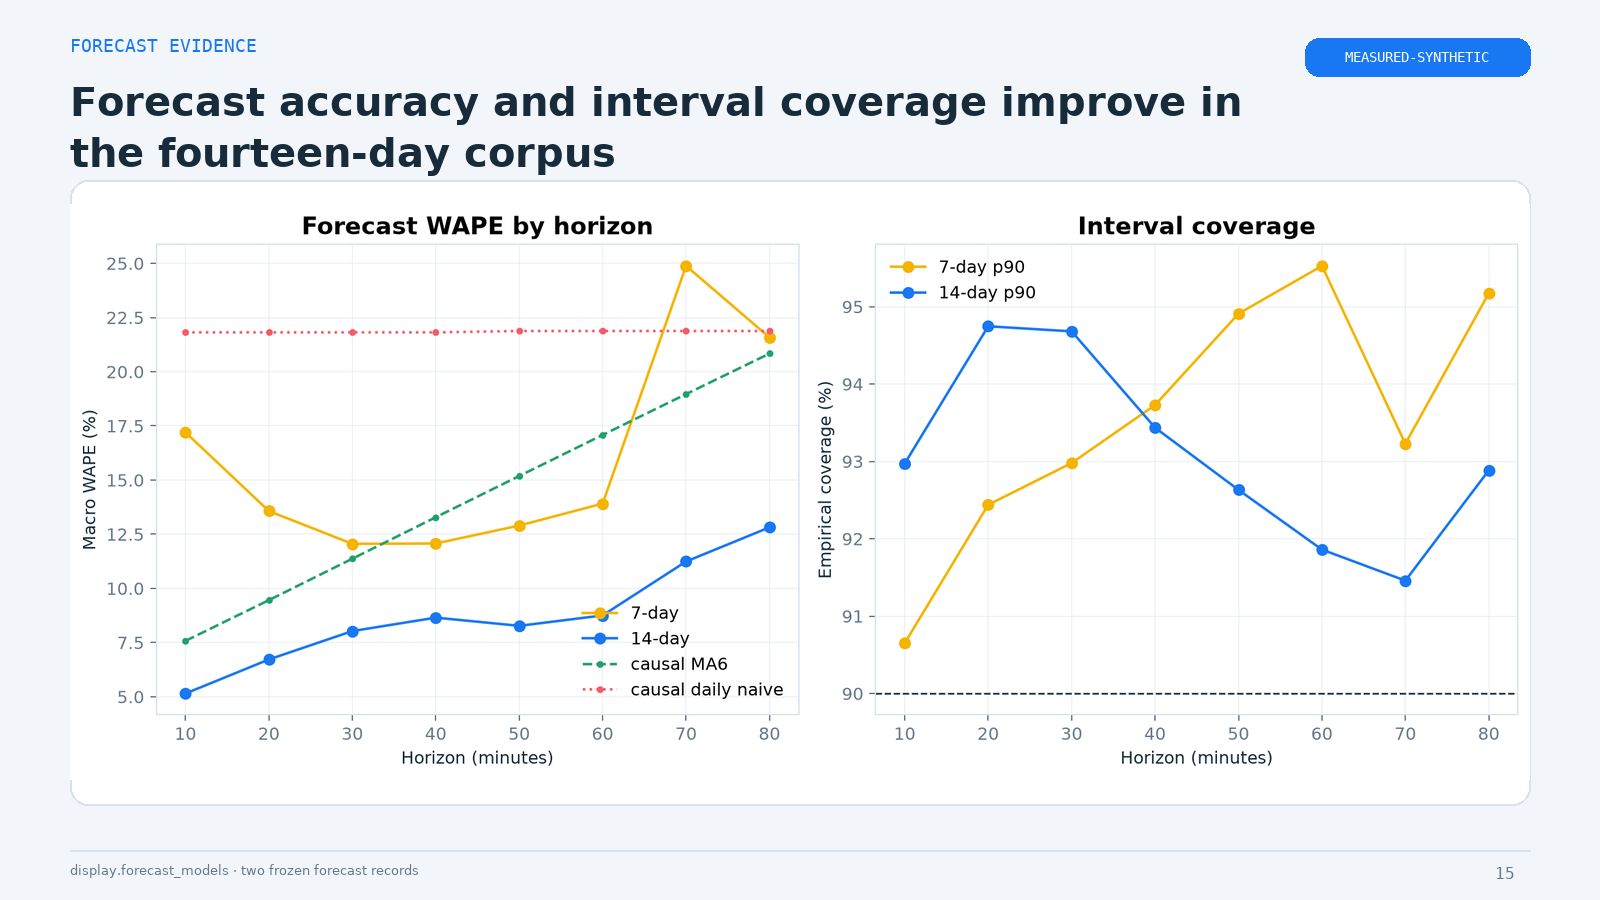 FORECAST EVIDENCE
MEASURED-SYNTHETIC
Forecast accuracy and interval coverage improve in
the fourteen-day corpus
Forecast WAPE by horizon
25.0
22.5
20.0
17.5
15.0
12.5
10.0
7.5
5.0
Macro WAPE (%)
7-day
14-day
causal MA6
causal daily naive
10 20 30 40 50 60 70 80
Horizon (minutes)
Interval coverage
7-day p90
14-day p90
95
94
93
92
91
90
Empirical coverage (%)
10 20 30 40 50 60 70 80
Horizon (minutes)
display.forecast_models · two frozen forecast records
15